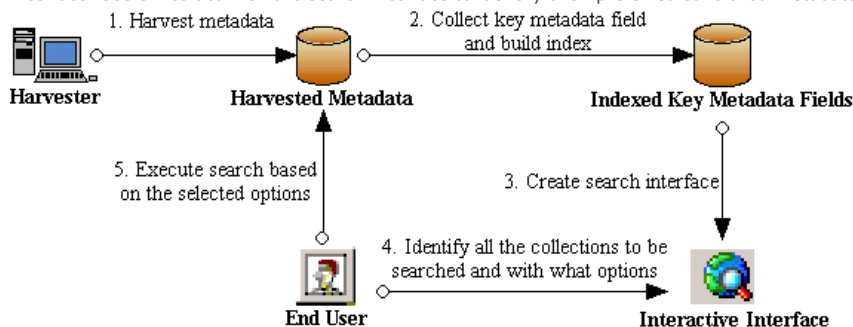 1. Harvest metadata
2. Collect key metadata field
and build index
Harvester
Harvested Metadata
Indexed Key Metadata Fields
5. Execute search based
on the selected options
3. Create search interface
4. Identify all the collections to be
searched and with what options
End User
Interactive Interface